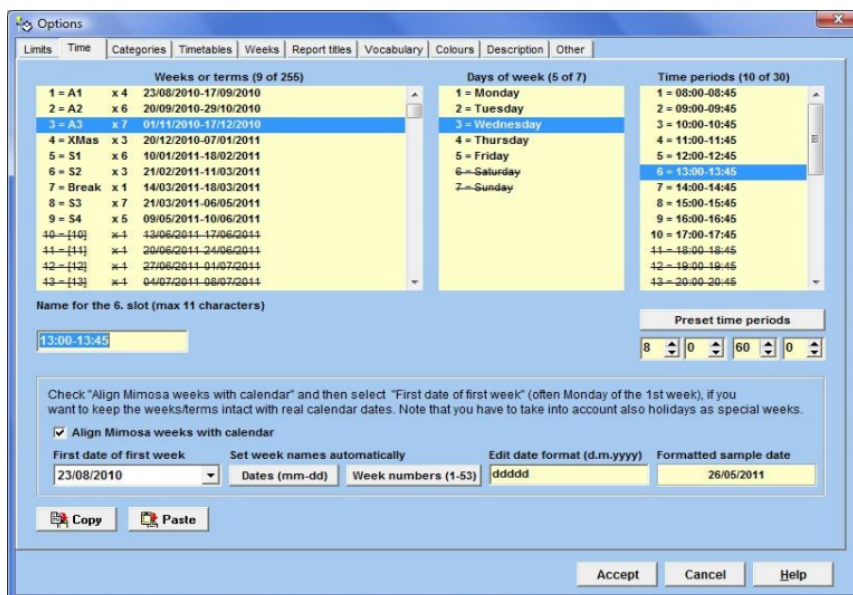 Options
Limits Time Categories Timetables Weeks Report titles Vocabulary Colours Description Other
Weeks or terms (9 of 255) Days of week (5 of 7) Time periods (10 of 30)
1 = A1 x 4 23/08/2010-17/09/2010 1 = Monday 1 = 08:00-08:45
2 = A2 x 6 20/09/2010-29/10/2010 2 = Tuesday 2 = 09:00-09:45
3 = A3 x 7 01/11/2010-17/12/2010 3 = Wednesday 3 = 10:00-10:45
4 = XMas x 3 20/12/2010-07/01/2011 4 = Thursday 4 = 11:00-11:45
5 = S1 x 6 10/01/2011-18/02/2011 5 = Friday 5 = 12:00-12:45
6 = S2 x 3 21/02/2011-11/03/2011 6 = Saturday 6 = 13:00-13:45
7 = Break x 1 14/03/2011-18/03/2011 7 = Sunday 7 = 14:00-14:45
8 = S3 x 7 21/03/2011-06/05/2011 8 = 15:00-15:45
9 = S4 x 5 09/05/2011-10/06/2011 9 = 16:00-16:45
10 = [10] x 1 13/06/2011-17/06/2011 10 = 17:00-17:45
11 = [11] x 1 20/06/2011-24/06/2011 11 = 18:00-18:45
12 = [12] x 1 27/06/2011-01/07/2011 12 = 19:00-19:45
13 = [13] x 1 04/07/2011-08/07/2011 13 = 20:00-20:45
Name for the 6. slot (max 11 characters)
Preset time periods
13:00-13:45
8 0 60 0
Check "Align Mimosa weeks with calendar" and then select "First date of first week" (often Monday of the 1st week), if you
want to keep the weeks/terms intact with real calendar dates. Note that you have to take into account also holidays as special weeks.
Align Mimosa weeks with calendar
First date of first week Set week names automatically Edit date format (d.m.yyyy) Formatted sample date
23/08/2010 Dates (mm-dd) Week numbers (1-53) ddddd 26/05/2011
Copy Paste
Accept Cancel Help